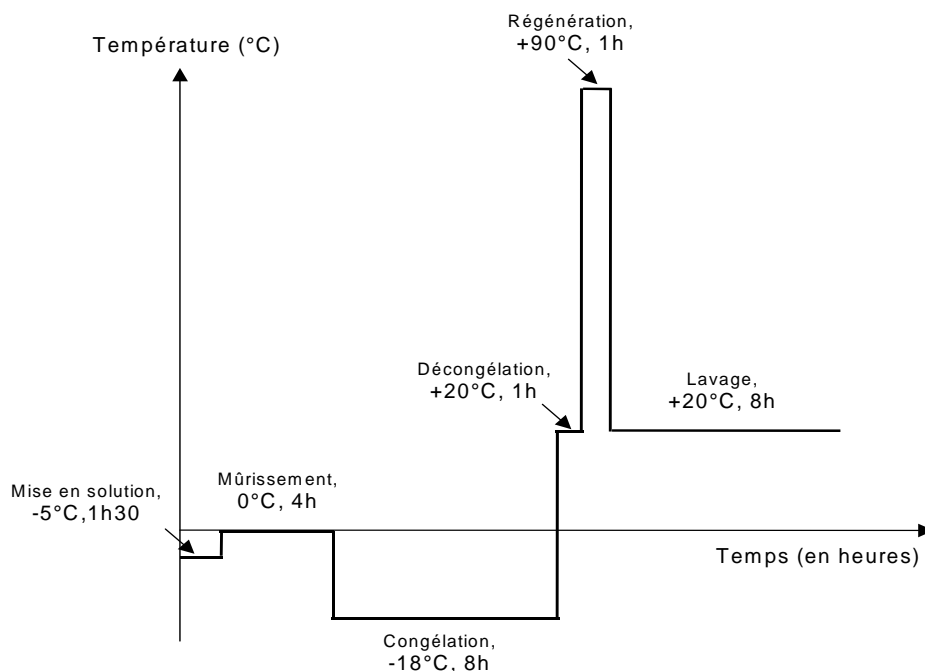 Régénération,
+90°C, 1h
Température (°C)
Décongélation,
+20°C, 1h
Lavage,
+20°C, 8h
Mise en solution,
-5°C,1h30
Mûrissement,
0°C, 4h
Temps (en heures)
Congélation,
-18°C, 8h